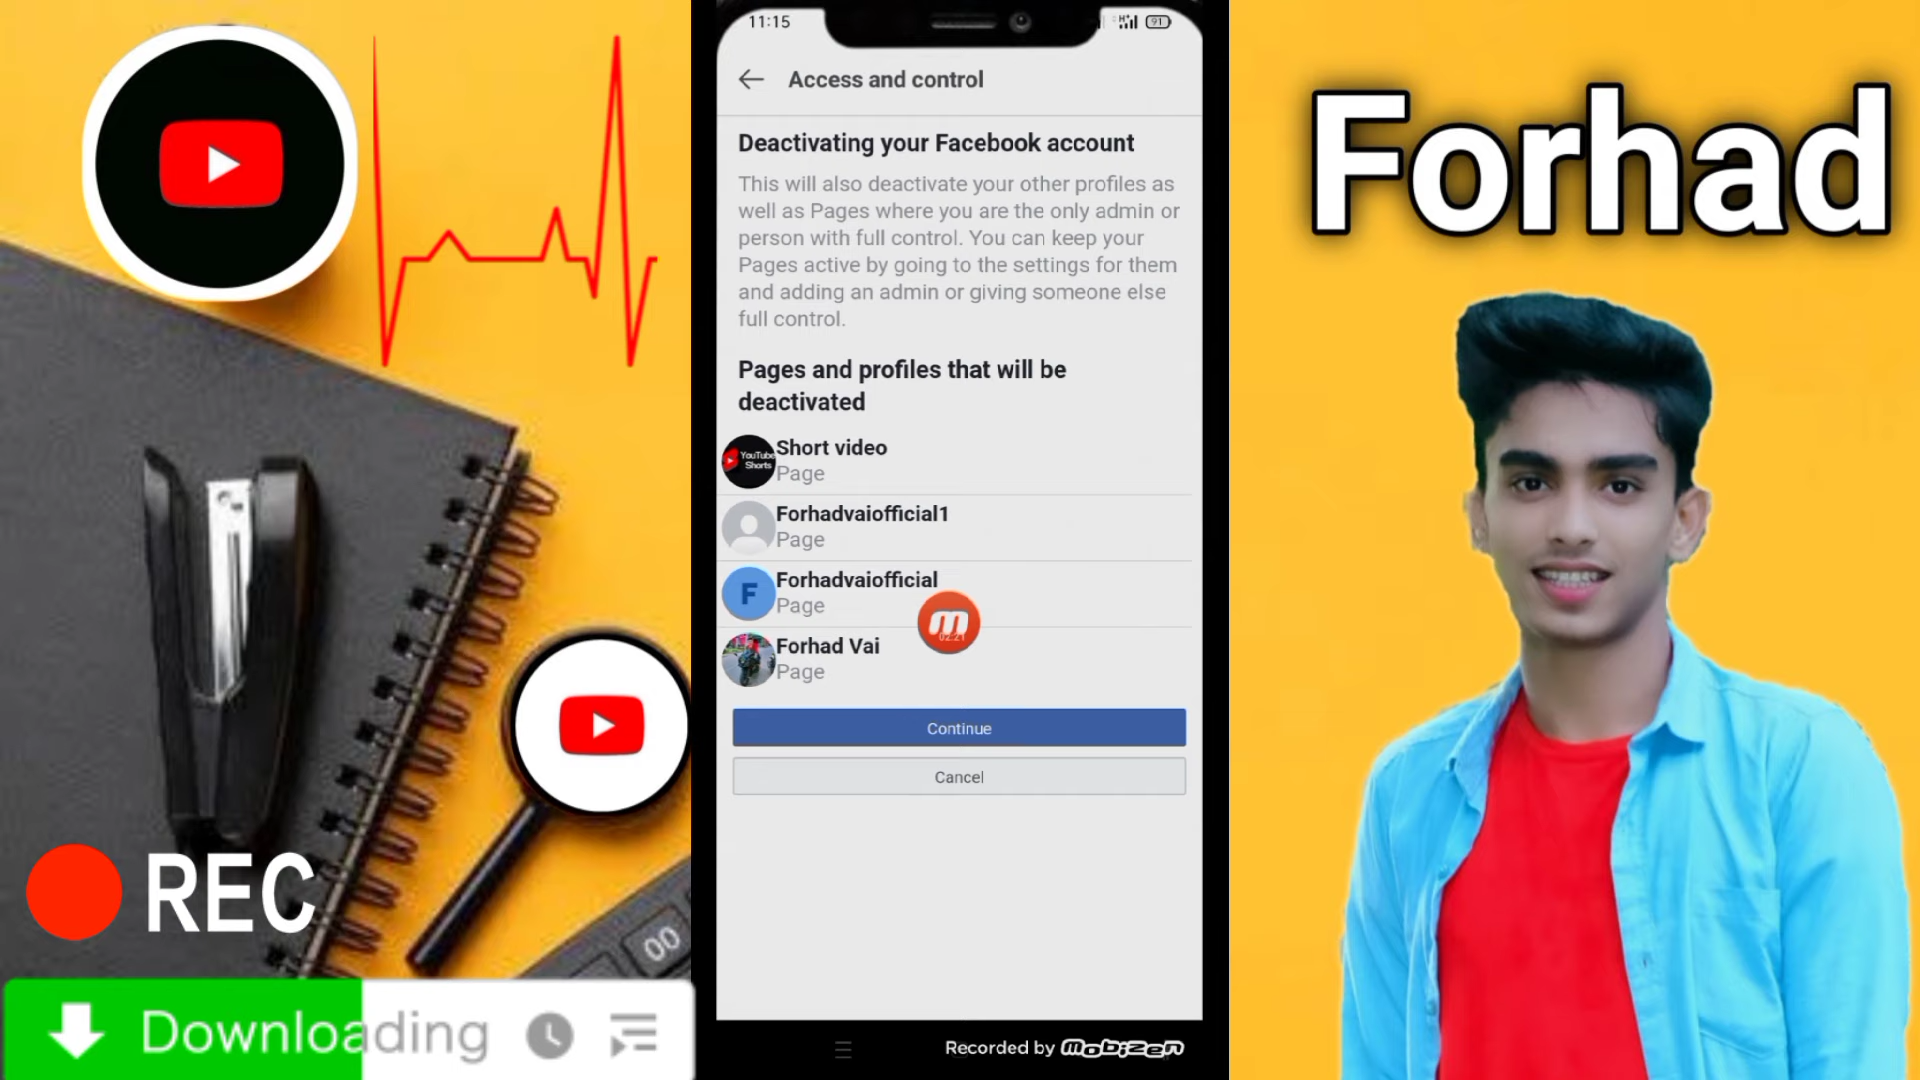 11:15
91
Access and control
Deactivating your Facebook account
This will also deactivate your other profiles as
well as Pages where you are the only admin or
person with full control. You can keep your
Pages active by going to the settings for them
and adding an admin or giving someone else
full control.
Pages and profiles that will be
deactivated
YouTube
Shorts
Short video
Page
Forhadvaiofficial1
Page
F
Forhadvaiofficial
Page
m
02:21
Forhad Vai
Page
Continue
Cancel
Recorded by mobizen
REC
00
Downloading
Forhad